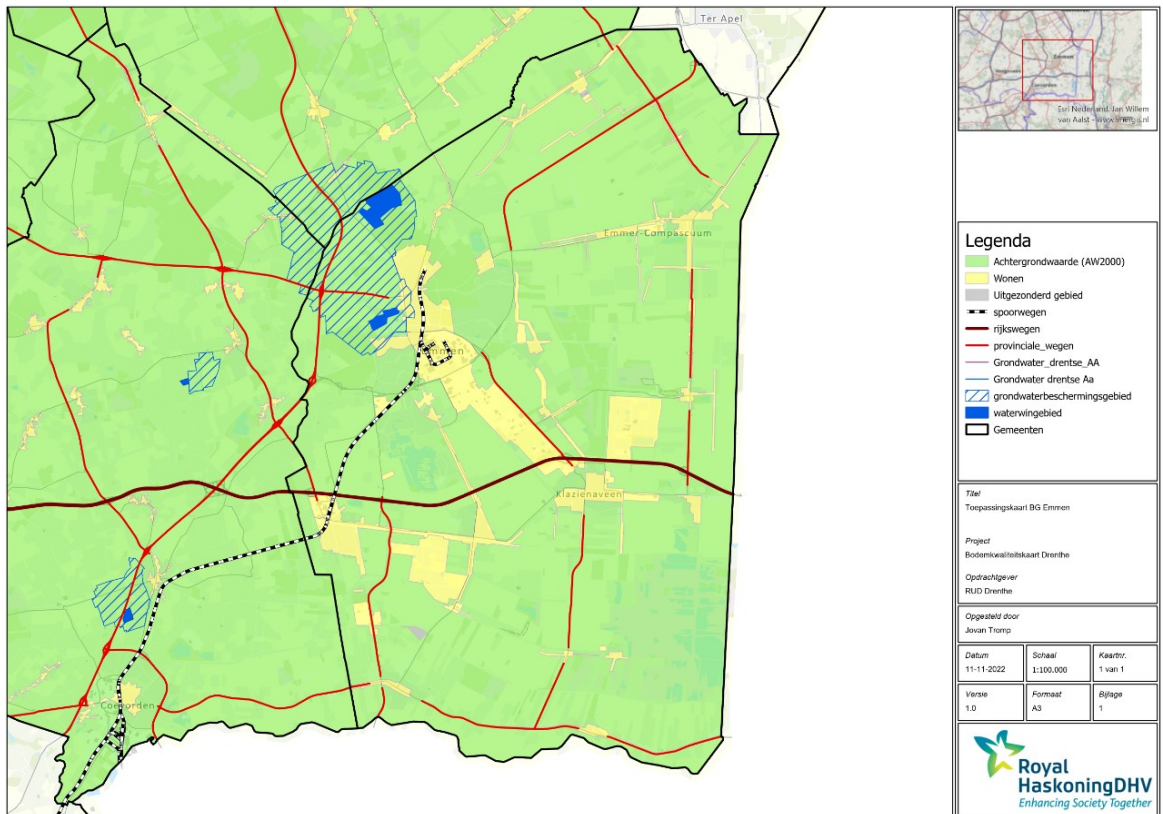 Ter Apel
Emmer-Compascuum
Emmen
Klazienaveen
Coevorden
Esri Nederland, Jan Willem
van Aalst - www.imergis.nl
Legenda
Achtergrondwaarde (AW2000)
Wonen
Uitgezonderd gebied
spoorwegen
rijkswegen
provinciale_wegen
Grondwater_drentse_AA
Grondwater drentse Aa
grondwaterbeschermingsgebied
waterwingebied
Gemeenten
Titel
Toepassingskaart BG Emmen
Project
Bodemkwaliteitskaart Drenthe
Opdrachtgever
RUD Drenthe
Opgesteld door
Jovan Tromp
Datum
11-11-2022
Schaal
1:100.000
Kaartnr.
1 van 1
Versie
1.0
Formaat
A3
Bijlage
1
Royal
HaskoningDHV
Enhancing Society Together